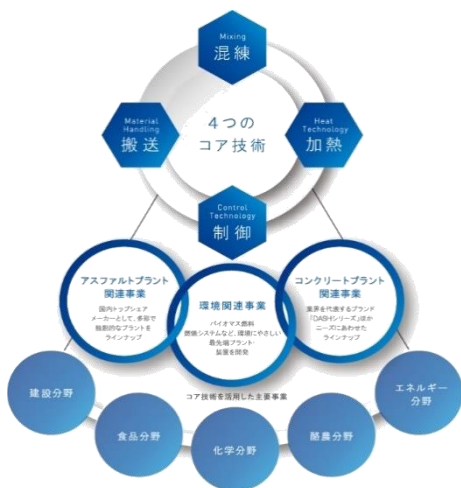 Mixing
混練
Material
Handling
搬送
4つの
コア技術
Heat
Technology
加熱
Control
Technology
制御
アスファルトプラント
関連事業
国内トップシェア
メーカーとして、多彩で
独創的なプラントを
ラインナップ
環境関連事業
バイオマス燃料
燃焼システムなど、環境にやさしい
最先端プラント・
装置を開発
コンクリートプラント
関連事業
業界を代表するブランド
「DASHシリーズ」ほか
ニーズにあわせた
ラインナップ
コア技術を活用した主要事業
建設分野
食品分野
化学分野
酪農分野
エネルギー
分野